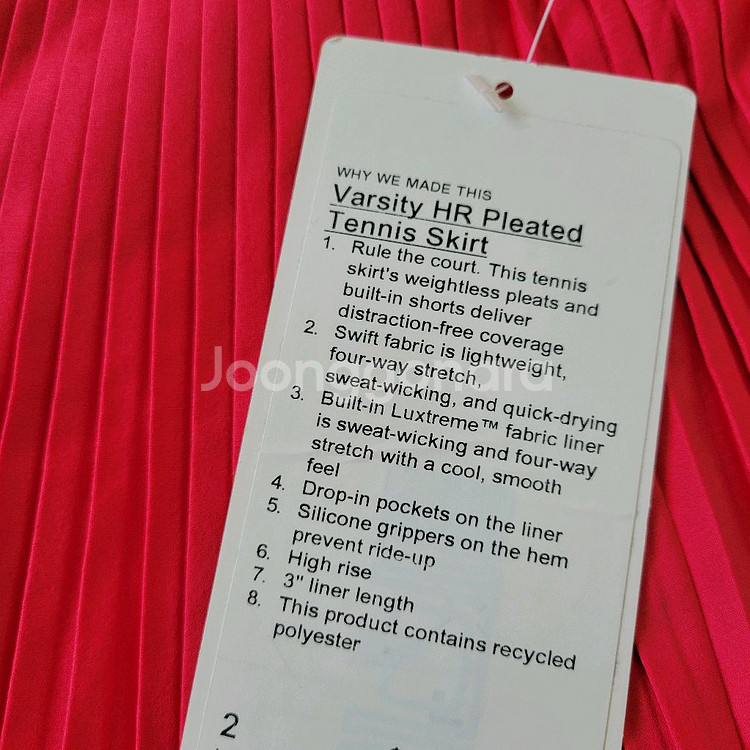 WHY WE MADE THIS
Varsity HR Pleated
Tennis Skirt
1. Rule the court. This tennis
skirt's weightless pleats and
built-in shorts deliver
distraction-free coverage
2. Swift fabric is lightweight,
four-way stretch,
sweat-wicking, and quick-drying
3. Built-in Luxtreme™ fabric liner
is sweat-wicking and four-way
stretch with a cool, smooth
feel
4. Drop-in pockets on the liner
5. Silicone grippers on the hem
prevent ride-up
6. High rise
7. 3" liner length
8. This product contains recycled
polyester
2
Joonggonara